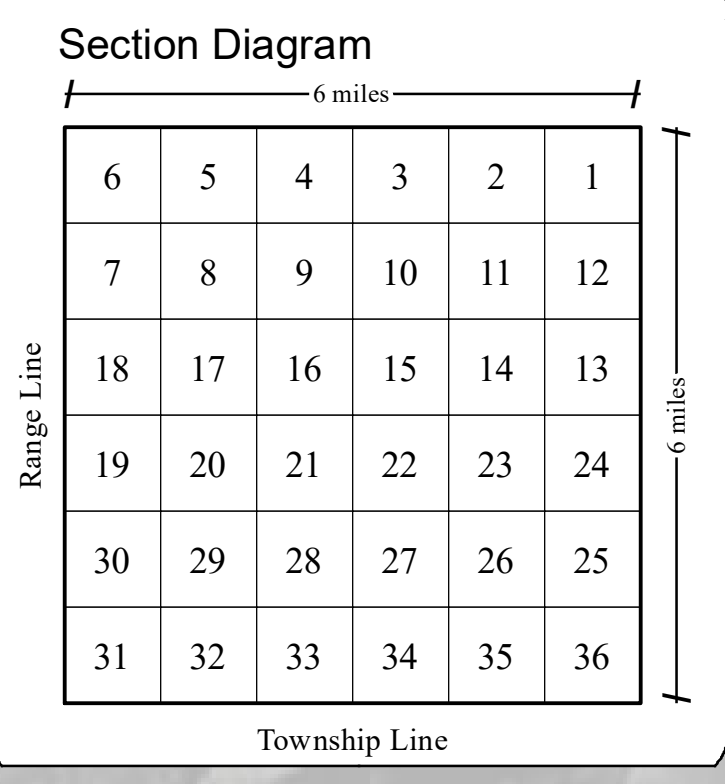 Section Diagram
6 miles
6 5 4 3 2 1
7 8 9 10 11 12
18 17 16 15 14 13
19 20 21 22 23 24
30 29 28 27 26 25
31 32 33 34 35 36
Range Line
6 miles
Township Line